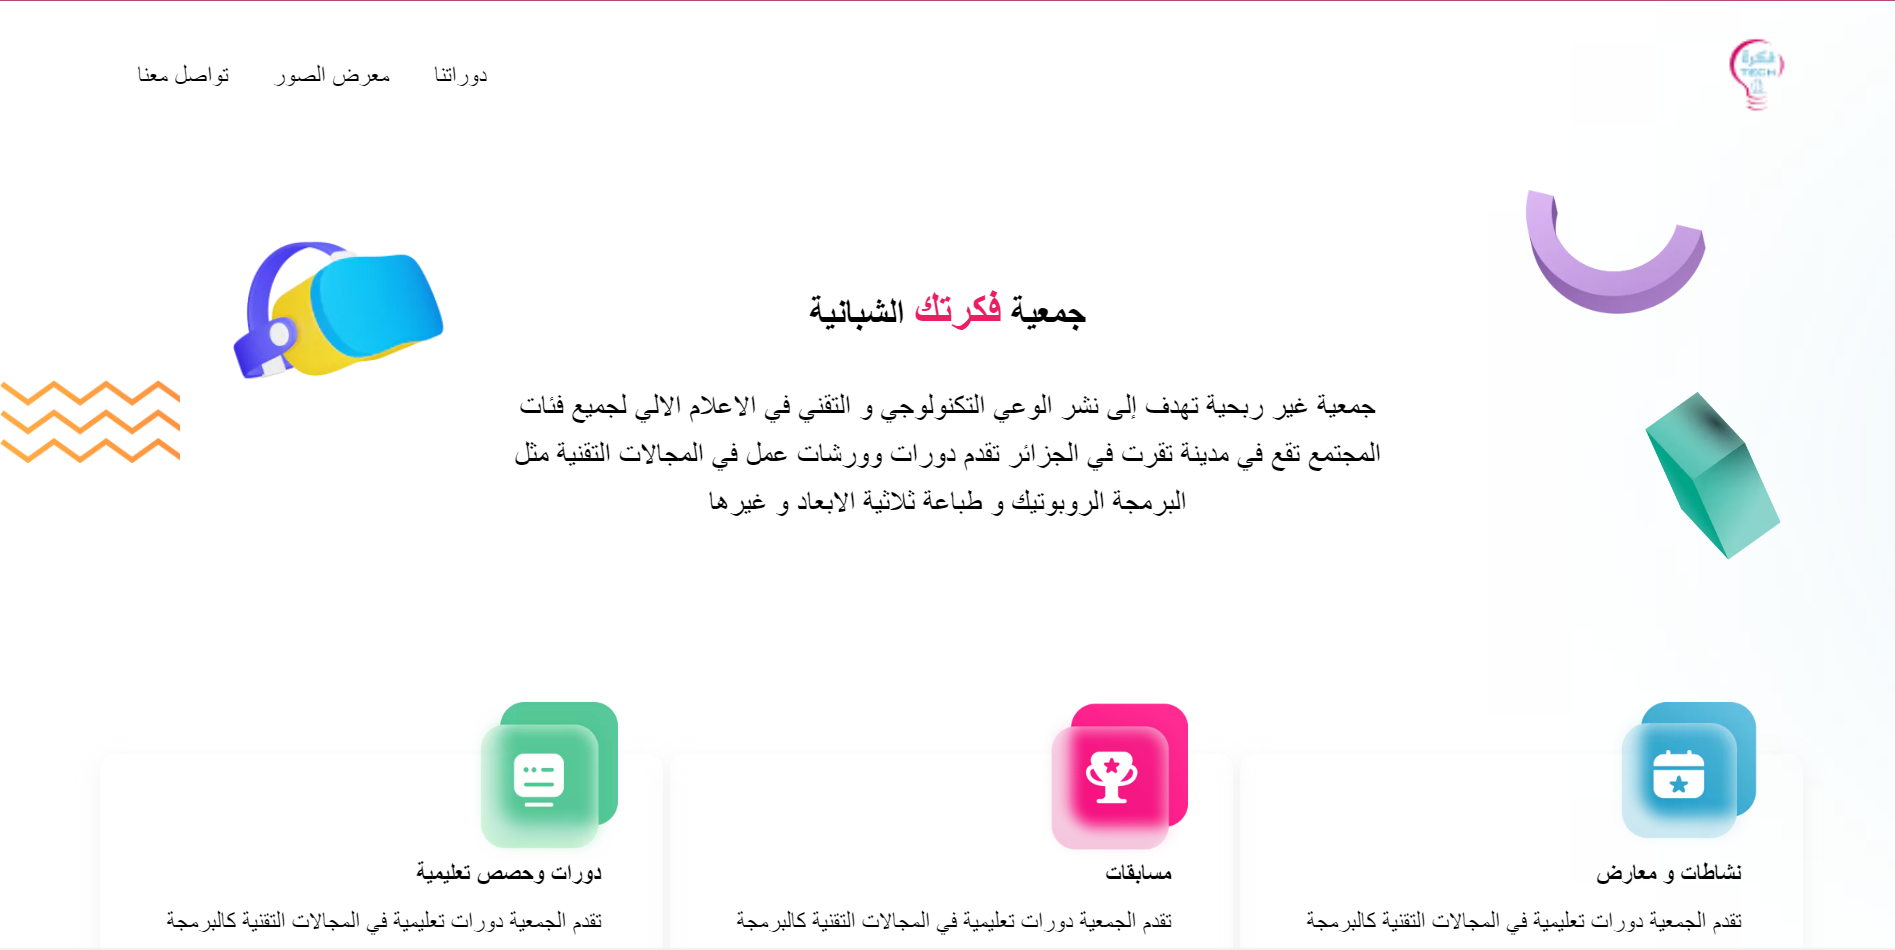 فكرة
TECH
دوراتنا
معرض الصور
تواصل معنا
جمعية فكرتك الشبانية
جمعية غير ربحية تهدف إلى نشر الوعي التكنولوجي و التقني في الاعلام الالي لجميع فئات
المجتمع تقع في مدينة تقرت في الجزائر تقدم دورات وورشات عمل في المجالات التقنية مثل
البرمجة الروبوتيك و طباعة ثلاثية الابعاد و غيرها
نشاطات و معارض
تقدم الجمعية دورات تعليمية في المجالات التقنية كالبرمجة
مسابقات
تقدم الجمعية دورات تعليمية في المجالات التقنية كالبرمجة
دورات وحصص تعليمية
تقدم الجمعية دورات تعليمية في المجالات التقنية كالبرمجة